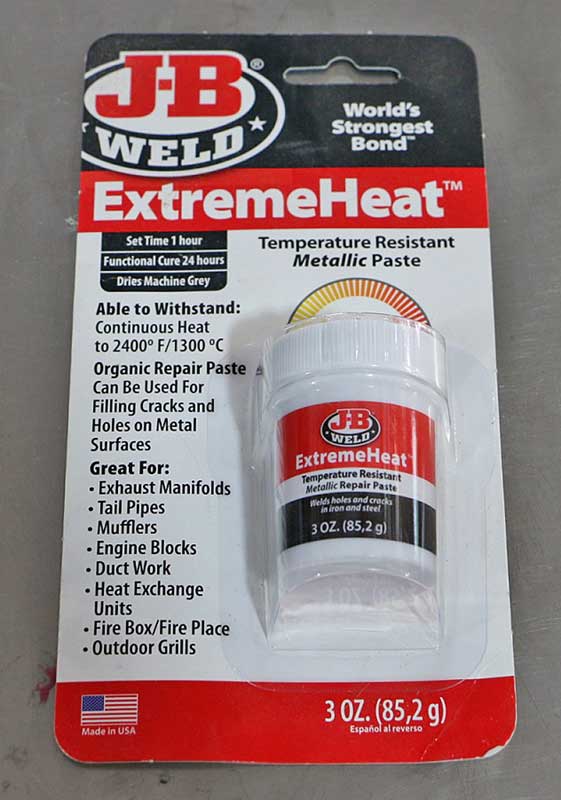 J-B
WELD
®
World's
Strongest
Bond™
ExtremeHeat™
Set Time 1 hour
Functional Cure 24 hours
Dries Machine Grey
Temperature Resistant
Metallic Paste
Able to Withstand:
Continuous Heat
to 2400º F/1300 ºC
Organic Repair Paste
Can Be Used For
Filling Cracks and
Holes on Metal
Surfaces
Great For:
• Exhaust Manifolds
• Tail Pipes
• Mufflers
• Engine Blocks
• Duct Work
• Heat Exchange
Units
• Fire Box/Fire Place
• Outdoor Grills
J-B
WELD
ExtremeHeat™
Temperature Resistant
Metallic Repair Paste
Welds holes and cracks
in iron and steel
3 OZ. (85,2 g)
Made in USA
3 OZ. (85,2 g)
Español al reverso